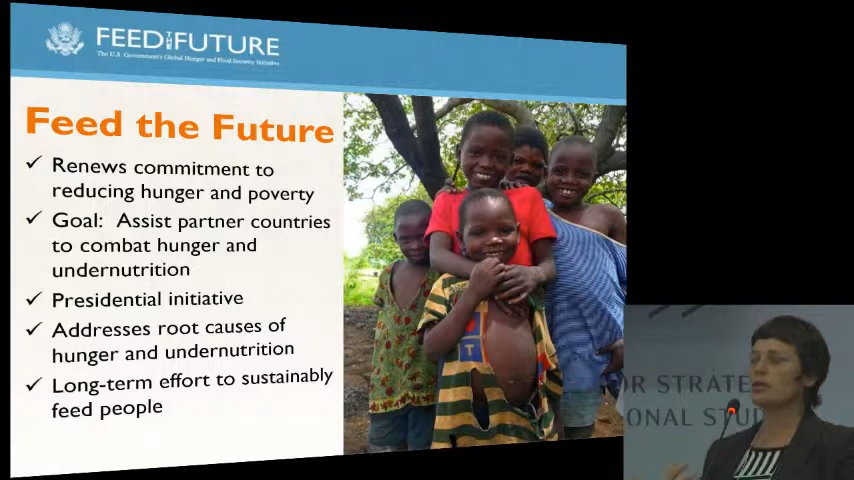 FEED THE FUTURE
The U.S. Government's Global Hunger and Food Security Initiative
Feed the Future
✓ Renews commitment to
reducing hunger and poverty
✓ Goal: Assist partner countries
to combat hunger and
undernutrition
✓ Presidential initiative
✓ Addresses root causes of
hunger and undernutrition
✓ Long-term effort to sustainably
feed people
OR STRATE
ONAL STUD